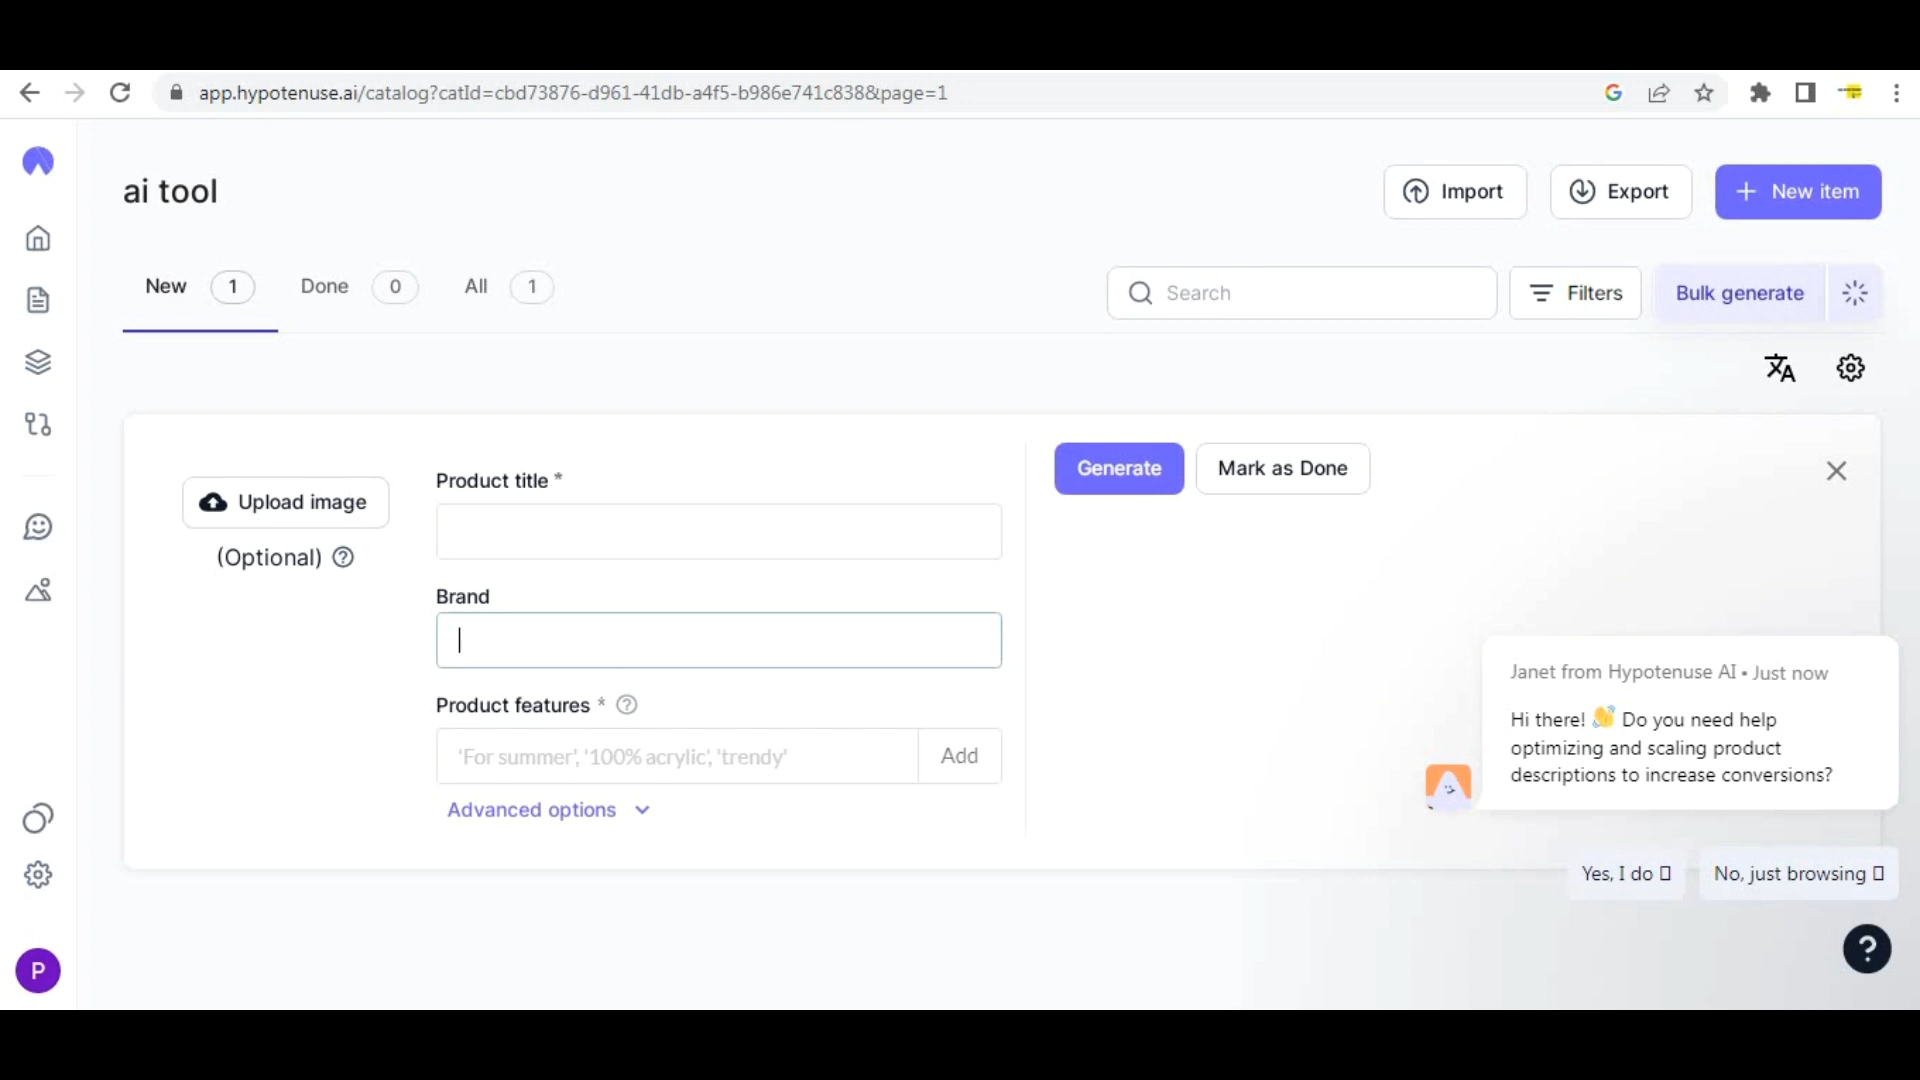 app.hypotenuse.ai/catalog?catId=cbd73876-d961-41db-a4f5-b986e741c838&page=1
ai tool
Import
Export
+ New item
New 1
Done 0
All 1
Search
Filters
Bulk generate
Upload image
(Optional) ?
Product title *
Generate
Mark as Done
Brand
Product features * ?
'For summer', '100% acrylic', 'trendy'
Add
Advanced options
Janet from Hypotenuse AI • Just now
Hi there! 👋 Do you need help
optimizing and scaling product
descriptions to increase conversions?
Yes, I do
No, just browsing
P
?